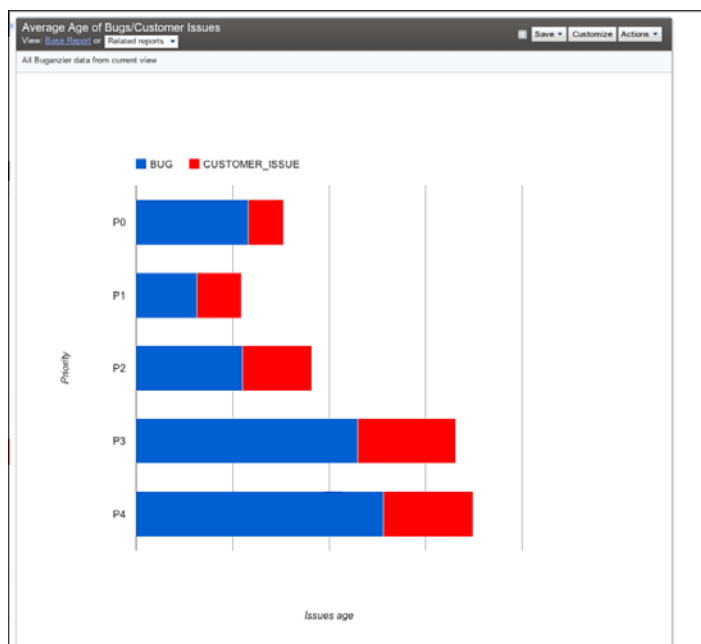 Average Age of Bugs/Customer Issues
View: Base Report or Related reports
Save Customize Actions
All Buganzier data from current view
BUG CUSTOMER_ISSUE
P0
P1
P2
Priority
P3
P4
Issues age